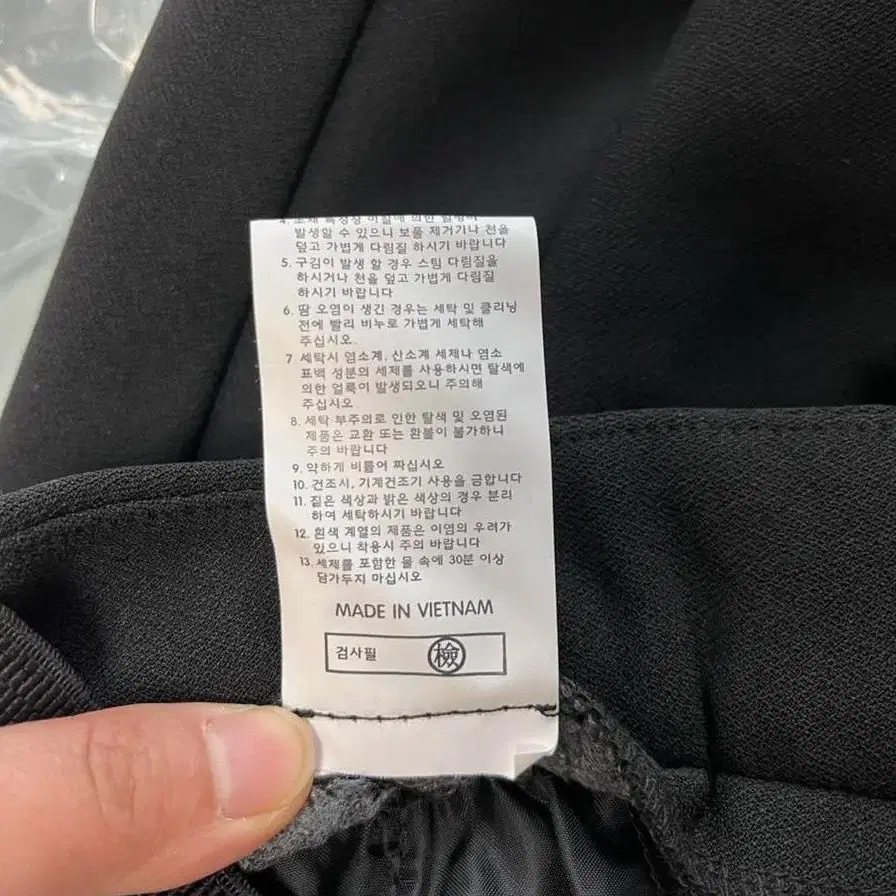 4. 소재 특성상 마찰에 의한
발생할 수 있으니 보풀 제거기나 천을
덮고 가볍게 다림질 하시기 바랍니다
5. 구김이 발생 할 경우 스팀 다림질을
하시거나 천을 덮고 가볍게 다림질
하시기 바랍니다
6. 땀 오염이 생긴 경우는 세탁 및 클리닝
전에 빨리 비누로 가볍게 세탁해
주십시오.
7 세탁시 염소계, 산소계 세제나 염소
표백 성분의 세제를 사용하시면 탈색에
의한 얼룩이 발생되오니 주의해
주십시오
8. 세탁 부주의로 인한 탈색 및 오염된
제품은 교환 또는 환불이 불가하니
주의 바랍니다
9. 약하게 비틀어 짜십시오
10. 건조시, 기계건조기 사용을 금합니다
11. 짙은 색상과 밝은 색상의 경우 분리
하여 세탁하시기 바랍니다
12. 흰색 계열의 제품은 이염의 우려가
있으니 착용시 주의 바랍니다
13. 세제를 포함한 물 속에 30분 이상
담가두지 마십시오
MADE IN VIETNAM
검사필 檢